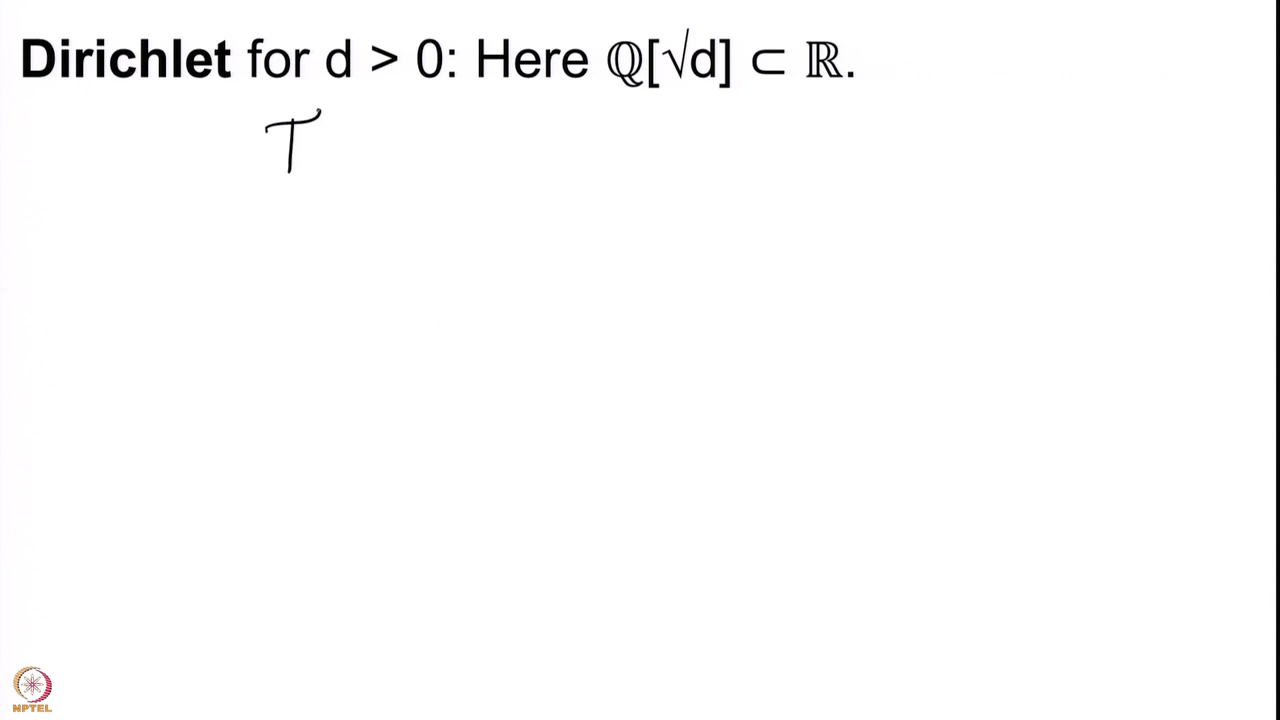 Dirichlet for d > 0: Here ℚ[√d] ⊂ ℝ.
T
NPTEL